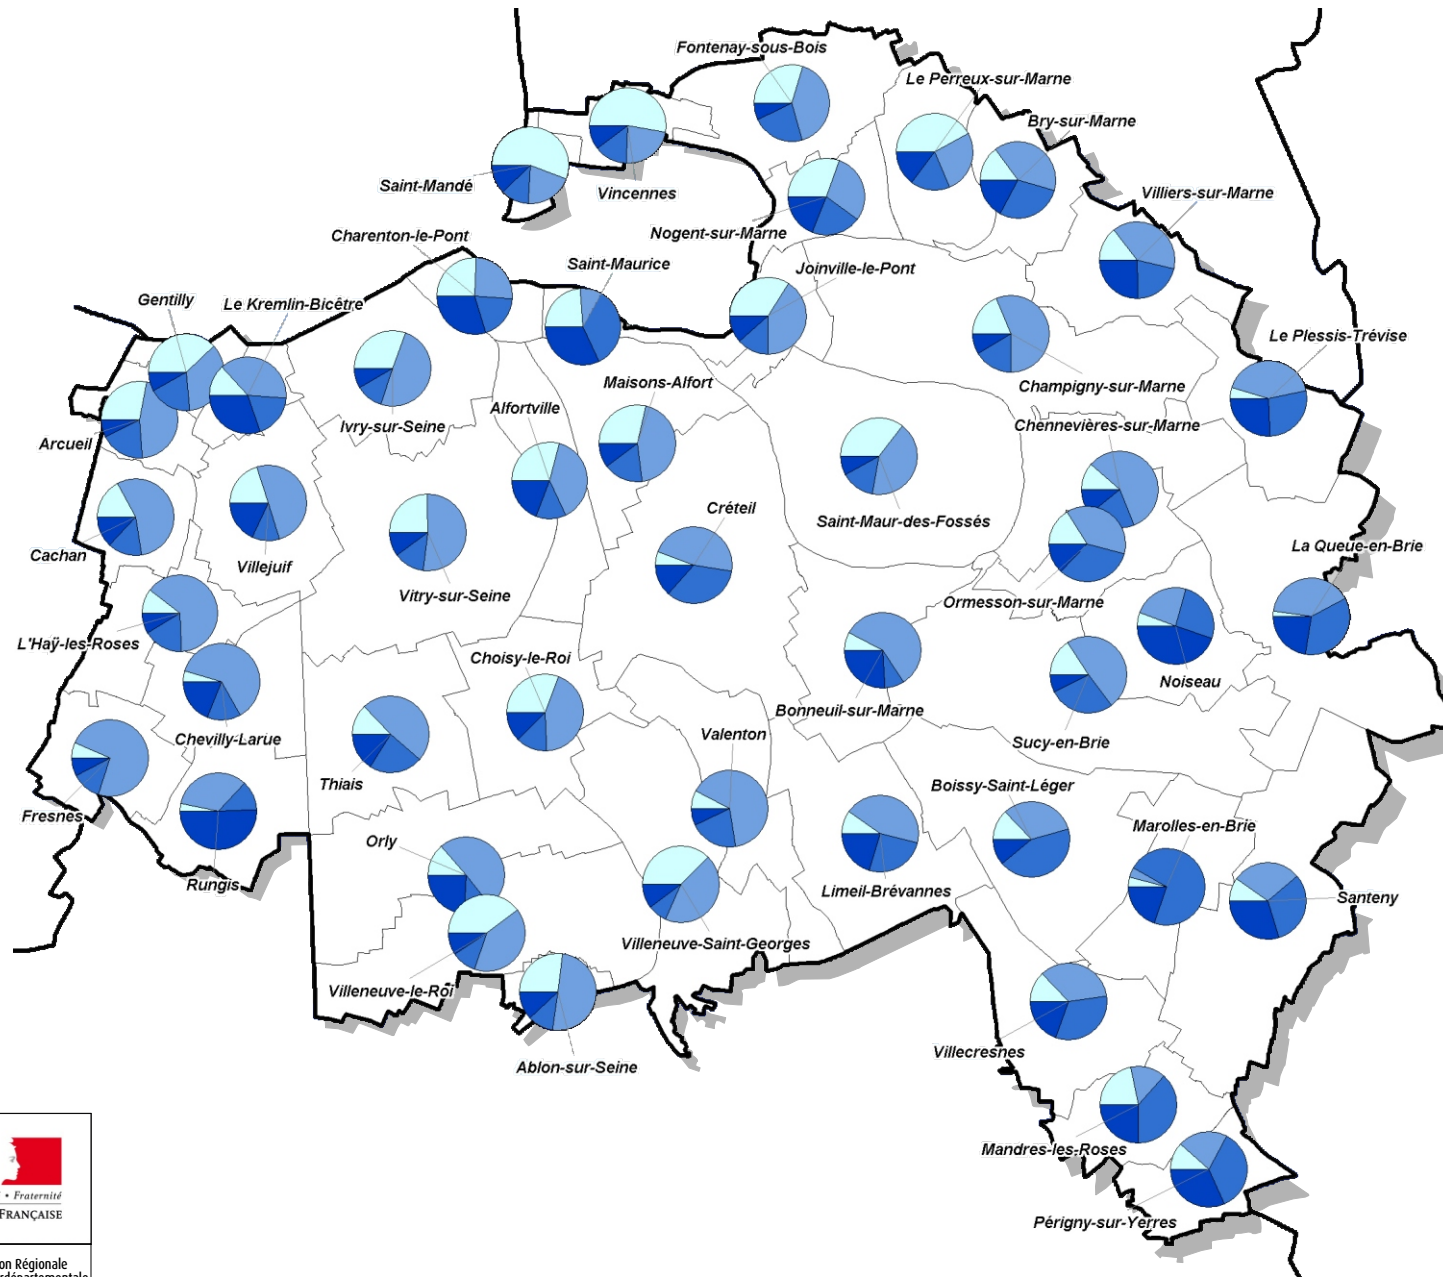 Fontenay-sous-Bois
Le Perreux-sur-Marne
Bry-sur-Marne
Saint-Mandé
Vincennes
Villiers-sur-Marne
Charenton-le-Pont
Nogent-sur-Marne
Saint-Maurice
Joinville-le-Pont
Gentilly
Le Kremlin-Bicêtre
Le Plessis-Trévise
Maisons-Alfort
Champigny-sur-Marne
Alfortville
Ivry-sur-Seine
Chennevières-sur-Marne
Arcueil
Créteil
Saint-Maur-des-Fossés
Cachan
Villejuif
La Queue-en-Brie
Vitry-sur-Seine
Ormesson-sur-Marne
L'Haÿ-les-Roses
Choisy-le-Roi
Noiseau
Bonneuil-sur-Marne
Chevilly-Larue
Valenton
Sucy-en-Brie
Thiais
Boissy-Saint-Léger
Fresnes
Marolles-en-Brie
Orly
Rungis
Limeil-Brévannes
Santeny
Villeneuve-Saint-Georges
Villeneuve-le-Roi
Villecresnes
Ablon-sur-Seine
Mandres-les-Roses
Périgny-sur-Yerres
• Fraternité
FRANÇAISE
on Régionale